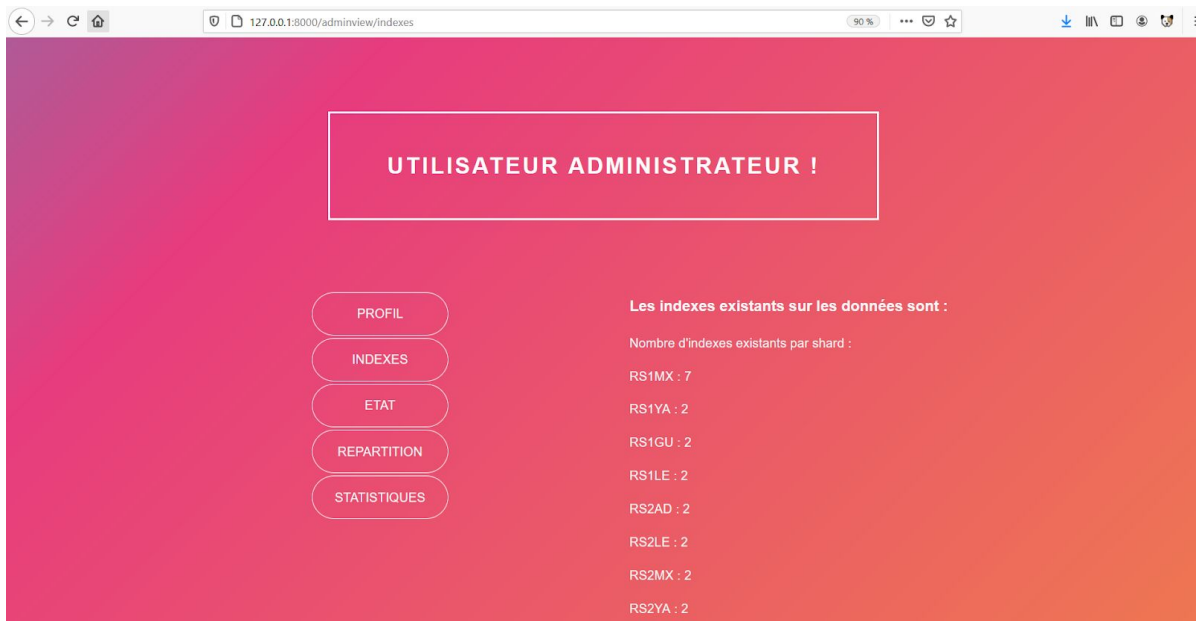 127.0.0.1:8000/adminview/indexes
90 %
UTILISATEUR ADMINISTRATEUR !
PROFIL
INDEXES
ETAT
REPARTITION
STATISTIQUES
Les indexes existants sur les données sont :
Nombre d'indexes existants par shard :
RS1MX : 7
RS1YA : 2
RS1GU : 2
RS1LE : 2
RS2AD : 2
RS2LE : 2
RS2MX : 2
RS2YA : 2